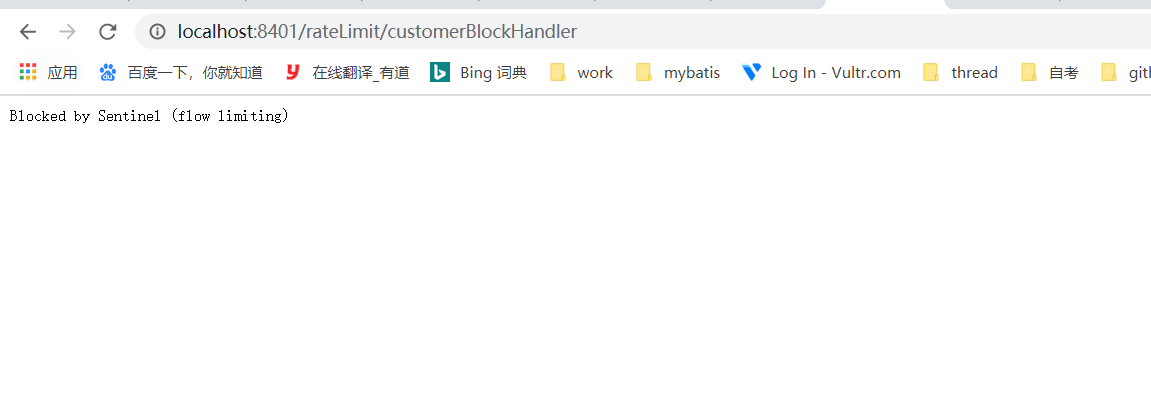 localhost:8401/rateLimit/customerBlockHandler
应用 百度一下，你就知道 在线翻译_有道 Bing 词典 work mybatis Log In - Vultr.com thread 自考
Blocked by Sentinel (flow limiting)